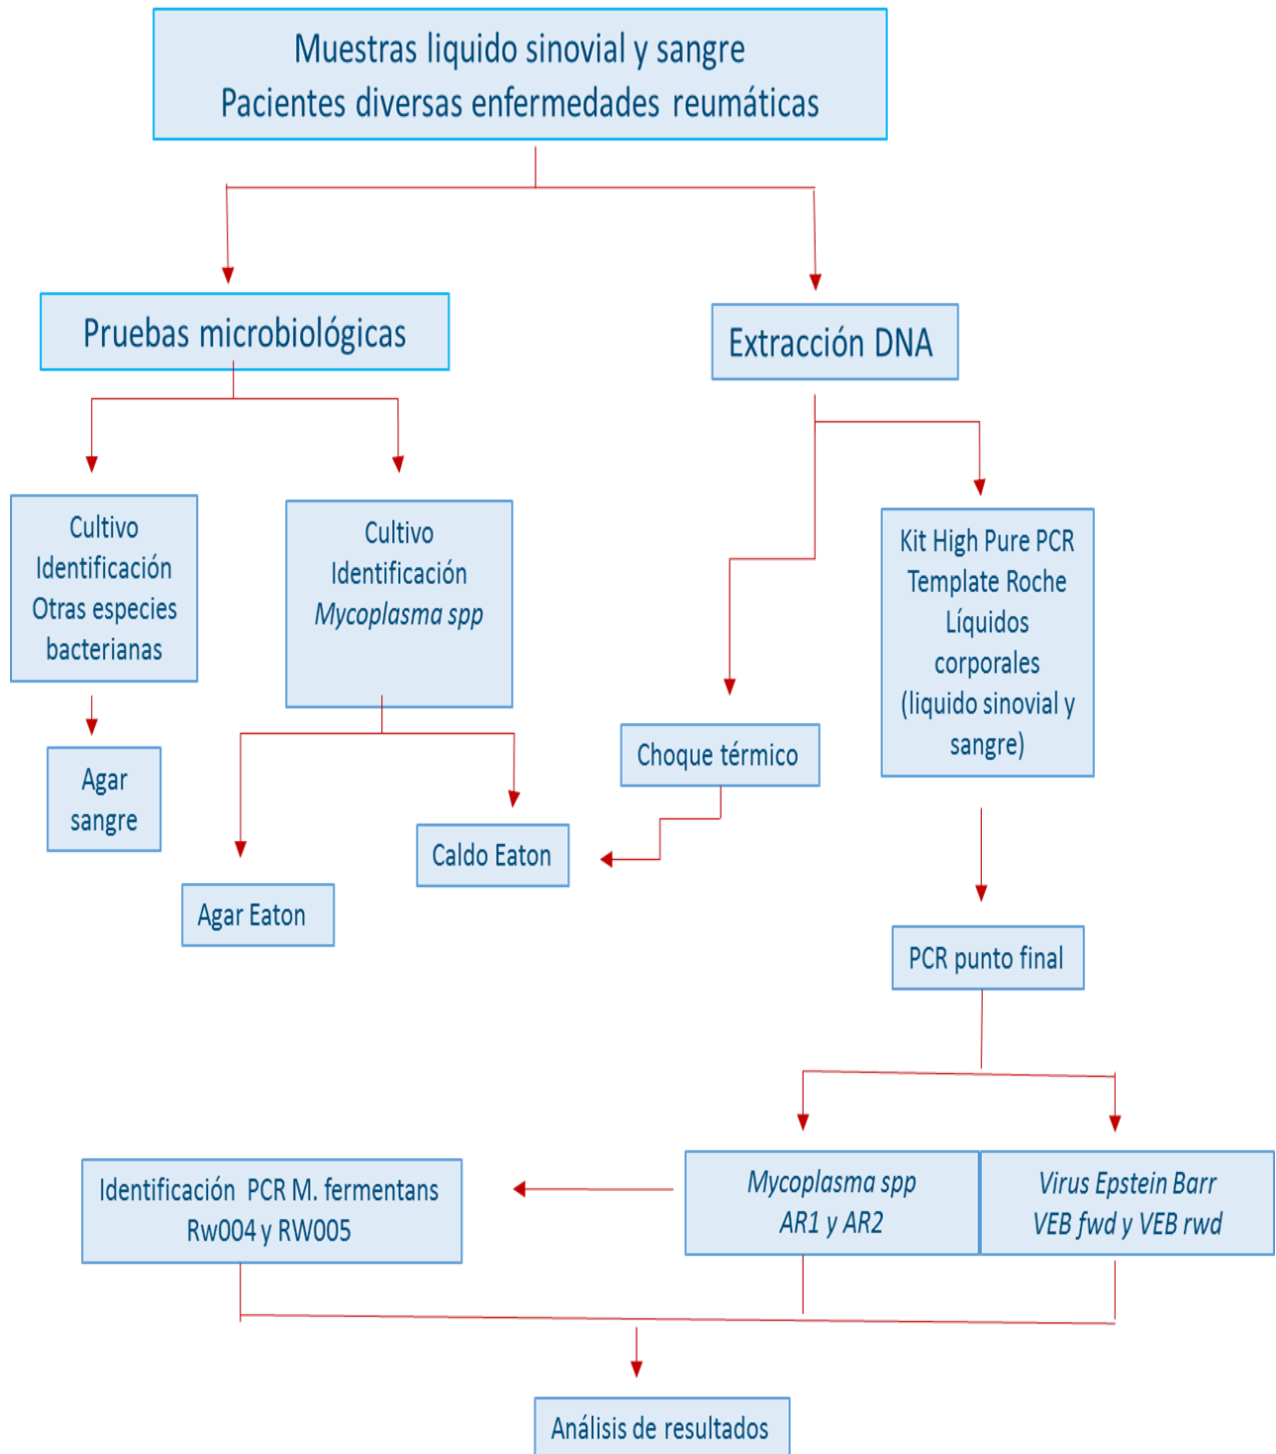 Muestras liquido sinovial y sangre
Pacientes diversas enfermedades reumáticas
Pruebas microbiológicas
Extracción DNA
Cultivo
Identificación
Otras especies
bacterianas
Cultivo
Identificación
Mycoplasma spp
Kit High Pure PCR
Template Roche
Líquidos
corporales
(liquido sinovial y
sangre)
Choque térmico
Agar
sangre
Caldo Eaton
Agar Eaton
PCR punto final
Identificación PCR M. fermentans
Rw004 y RW005
Mycoplasma spp
AR1 y AR2
Virus Epstein Barr
VEB fwd y VEB rwd
Análisis de resultados